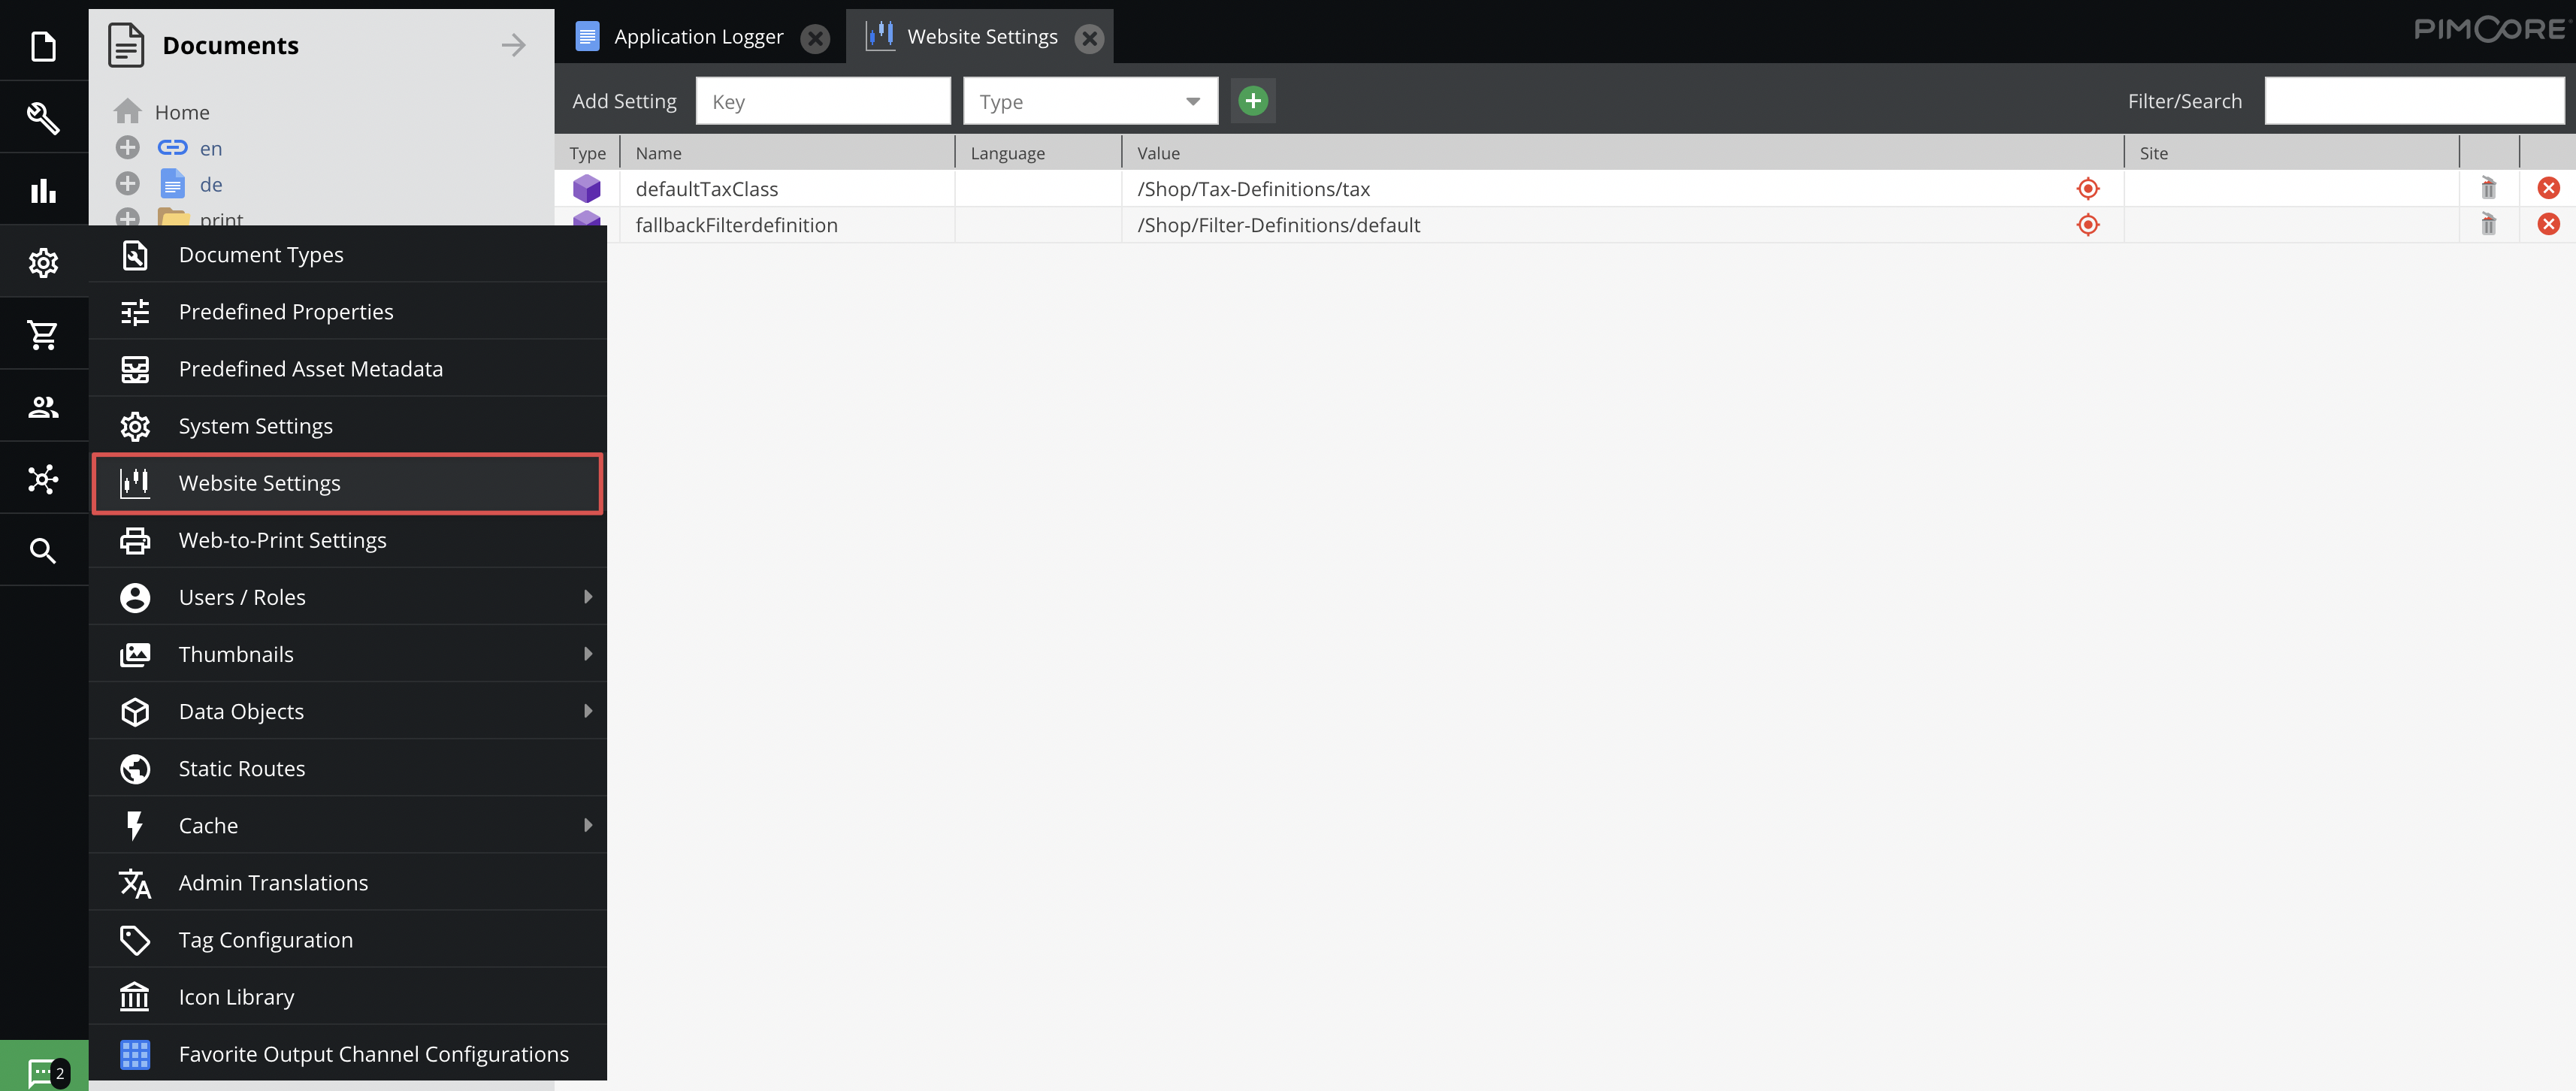 Documents
Home
en
de
print
Application Logger
Website Settings
PIMCORE
Add Setting
Key
Type
Filter/Search
Type
Name
Language
Value
Site
defaultTaxClass
/Shop/Tax-Definitions/tax
fallbackFilterdefinition
/Shop/Filter-Definitions/default
Document Types
Predefined Properties
Predefined Asset Metadata
System Settings
Website Settings
Web-to-Print Settings
Users / Roles
Thumbnails
Data Objects
Static Routes
Cache
Admin Translations
Tag Configuration
Icon Library
Favorite Output Channel Configurations
2